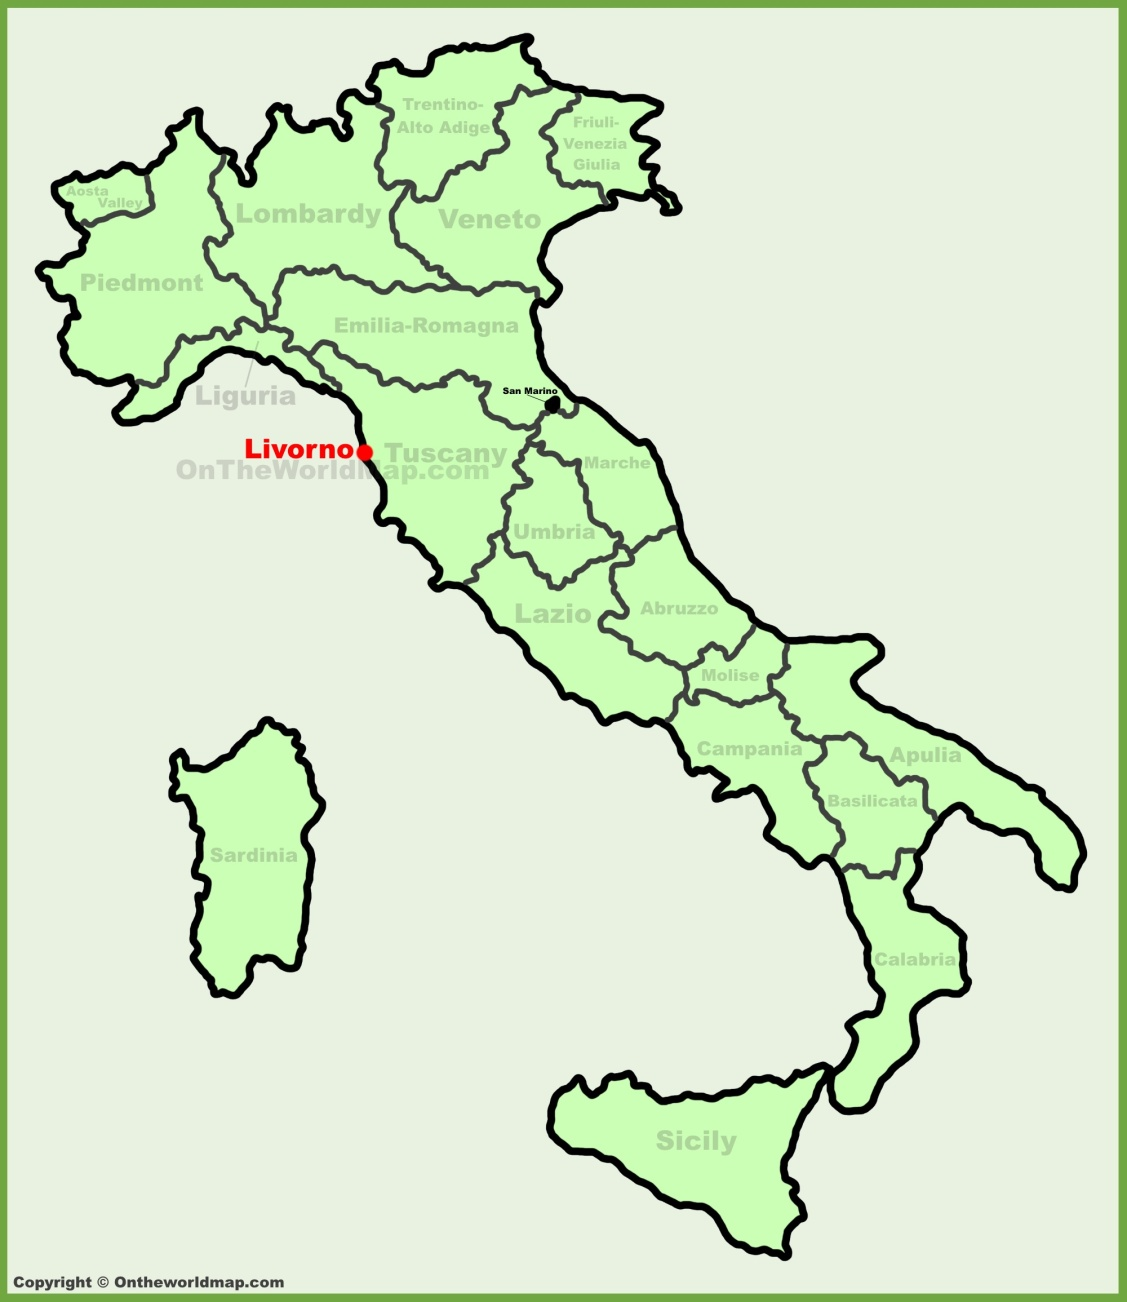 Trentino-
Alto Adige
Friuli-
Venezia
Giulia
Aosta
Valley
Lombardy
Veneto
Piedmont
Emilia-Romagna
Liguria
San Marino
Livorno
Tuscany
OnTheWorldMap.com
Marche
Umbria
Lazio
Abruzzo
Molise
Campania
Apulia
Basilicata
Sardinia
Calabria
Sicily
Copyright © Ontheworldmap.com